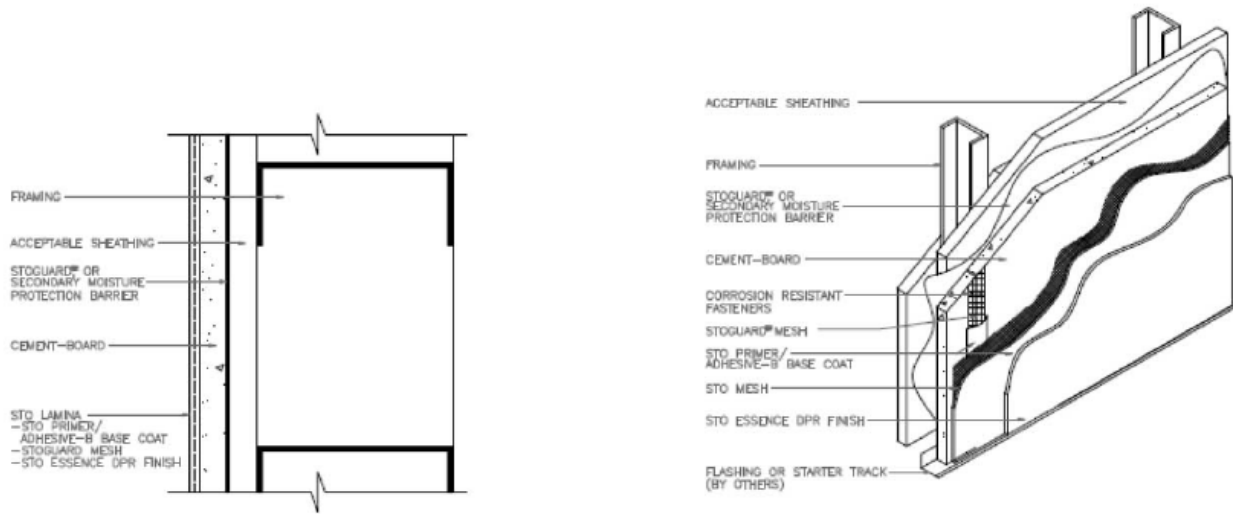 FRAMING
ACCEPTABLE SHEATHING
STOGUARD® OR
SECONDARY MOISTURE
PROTECTION BARRIER
CEMENT-BOARD
STO LAMINA
-STO PRIMER/
ADHESIVE-B BASE COAT
-STOGUARD MESH
-STO ESSENCE DPR FINISH
ACCEPTABLE SHEATHING
FRAMING
STOGUARD® OR
SECONDARY MOISTURE
PROTECTION BARRIER
CEMENT-BOARD
CORROSION RESISTANT
FASTENERS
STOGUARD® MESH
STO PRIMER/
ADHESIVE-B BASE COAT
STO MESH
STO ESSENCE DPR FINISH
FLASHING OR STARTER TRACK
(BY OTHERS)